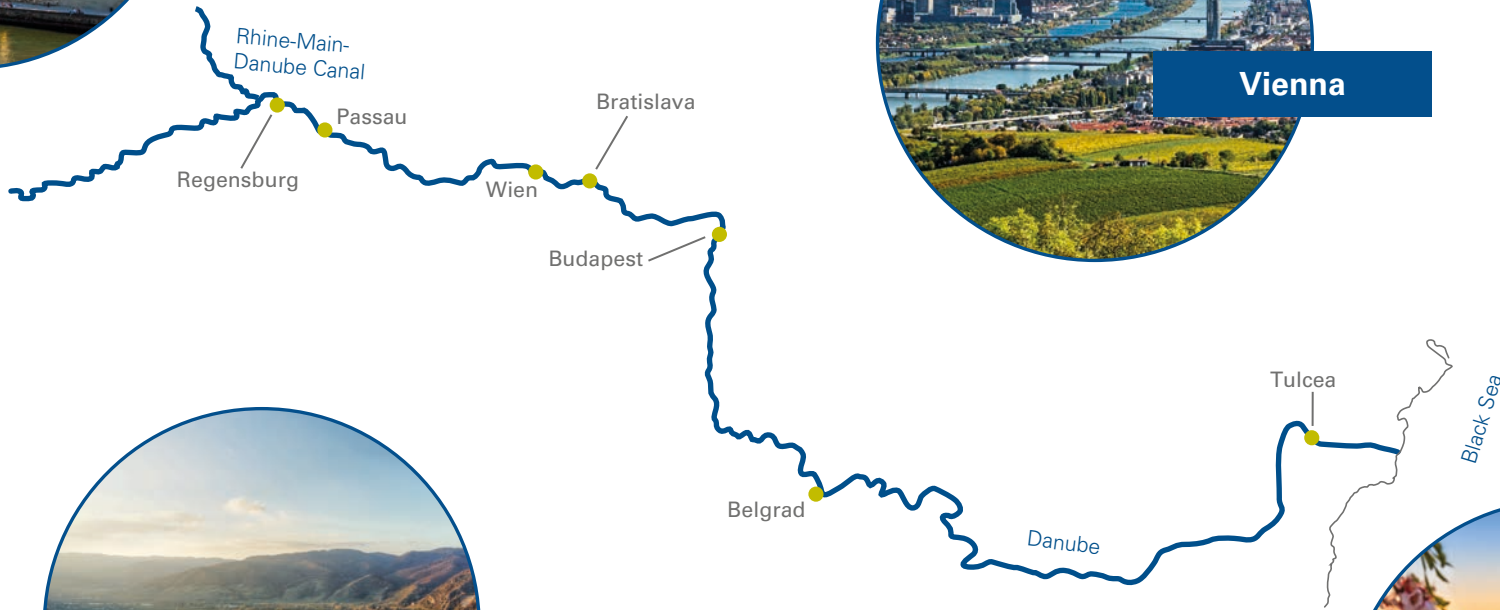 Rhine-Main-
Danube Canal
Vienna
Bratislava
Passau
Regensburg
Wien
Budapest
Tulcea
Black Sea
Belgrad
Danube